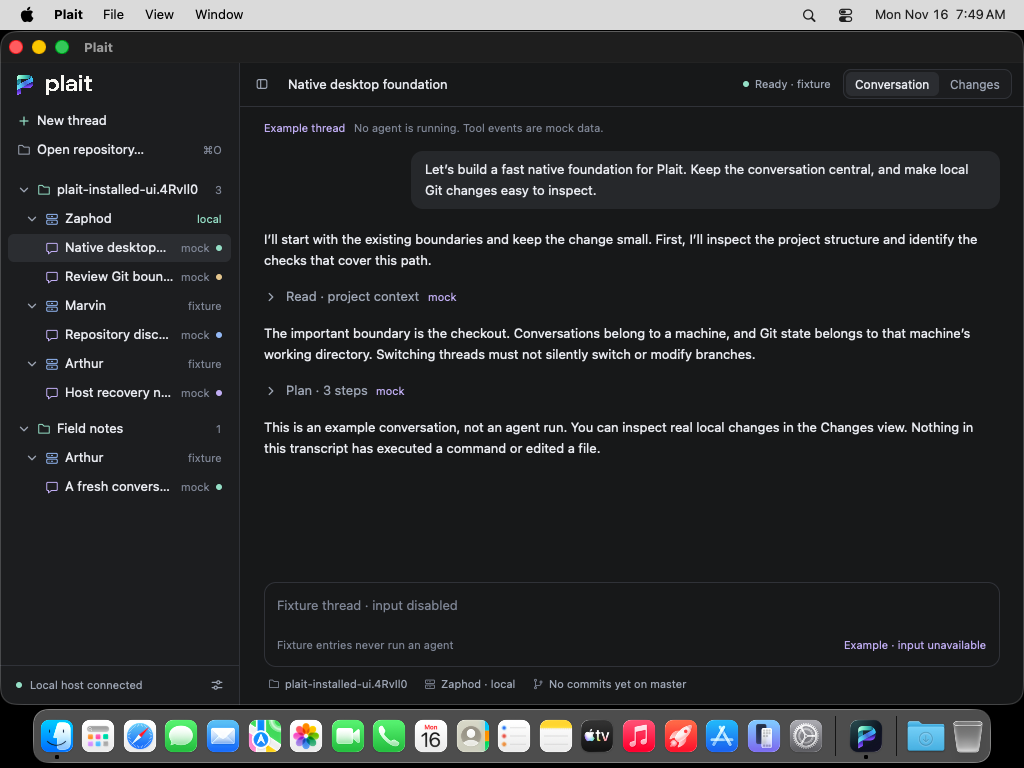 Plait File View Window Mon Nov 16 7:49 AM
Plait
plait
New thread
Open repository... ⌘O
plait-installed-ui.4RvlI0 3
Zaphod local
Native desktop... mock
Review Git boun... mock
Marvin fixture
Repository disc... mock
Arthur fixture
Host recovery n... mock
Field notes 1
Arthur fixture
A fresh convers... mock
Local host connected
Native desktop foundation Ready · fixture Conversation Changes
Example thread No agent is running. Tool events are mock data.
Let’s build a fast native foundation for Plait. Keep the conversation central, and make local
Git changes easy to inspect.
I’ll start with the existing boundaries and keep the change small. First, I’ll inspect the project structure and identify the
checks that cover this path.
Read · project context mock
The important boundary is the checkout. Conversations belong to a machine, and Git state belongs to that machine’s
working directory. Switching threads must not silently switch or modify branches.
Plan · 3 steps mock
This is an example conversation, not an agent run. You can inspect real local changes in the Changes view. Nothing in
this transcript has executed a command or edited a file.
Fixture thread · input disabled
Fixture entries never run an agent Example · input unavailable
plait-installed-ui.4RvlI0 Zaphod · local No commits yet on master
Mon
16
tv